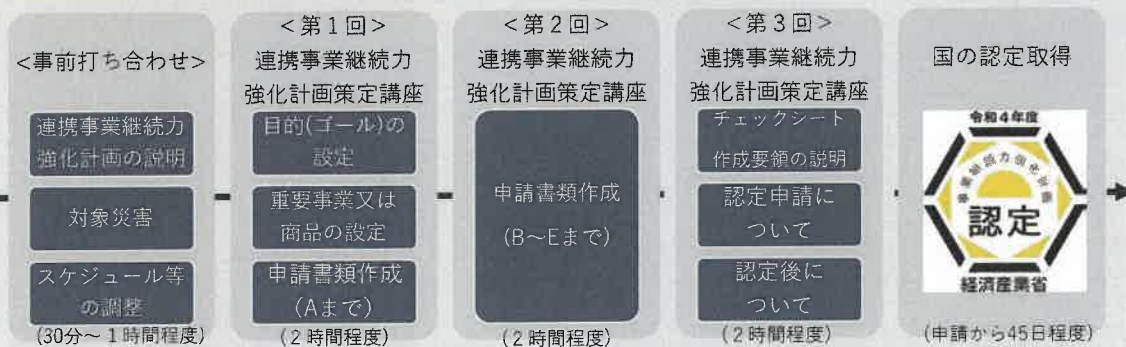 <事前打ち合わせ>
連携事業継続力
強化計画の説明
対象災害
スケジュール等
の調整
(30分～1時間程度)
<第1回>
連携事業継続力
強化計画策定講座
目的(ゴール)の
設定
重要事業又は
商品の設定
申請書類作成
(Aまで)
(2時間程度)
<第2回>
連携事業継続力
強化計画策定講座
申請書類作成
(B～Eまで)
(2時間程度)
<第3回>
連携事業継続力
強化計画策定講座
チェックシート
作成要領の説明
認定申請に
ついて
認定後に
ついて
(2時間程度)
国の認定取得
令和4年度
事業継続力強化計画
認定
経済産業省
(申請から45日程度)